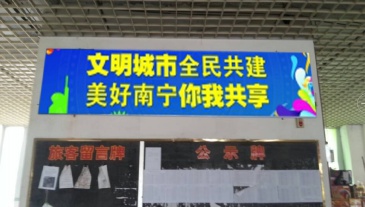 文明城市全民共建
美好南宁你我共享
旅客留言牌
公示牌